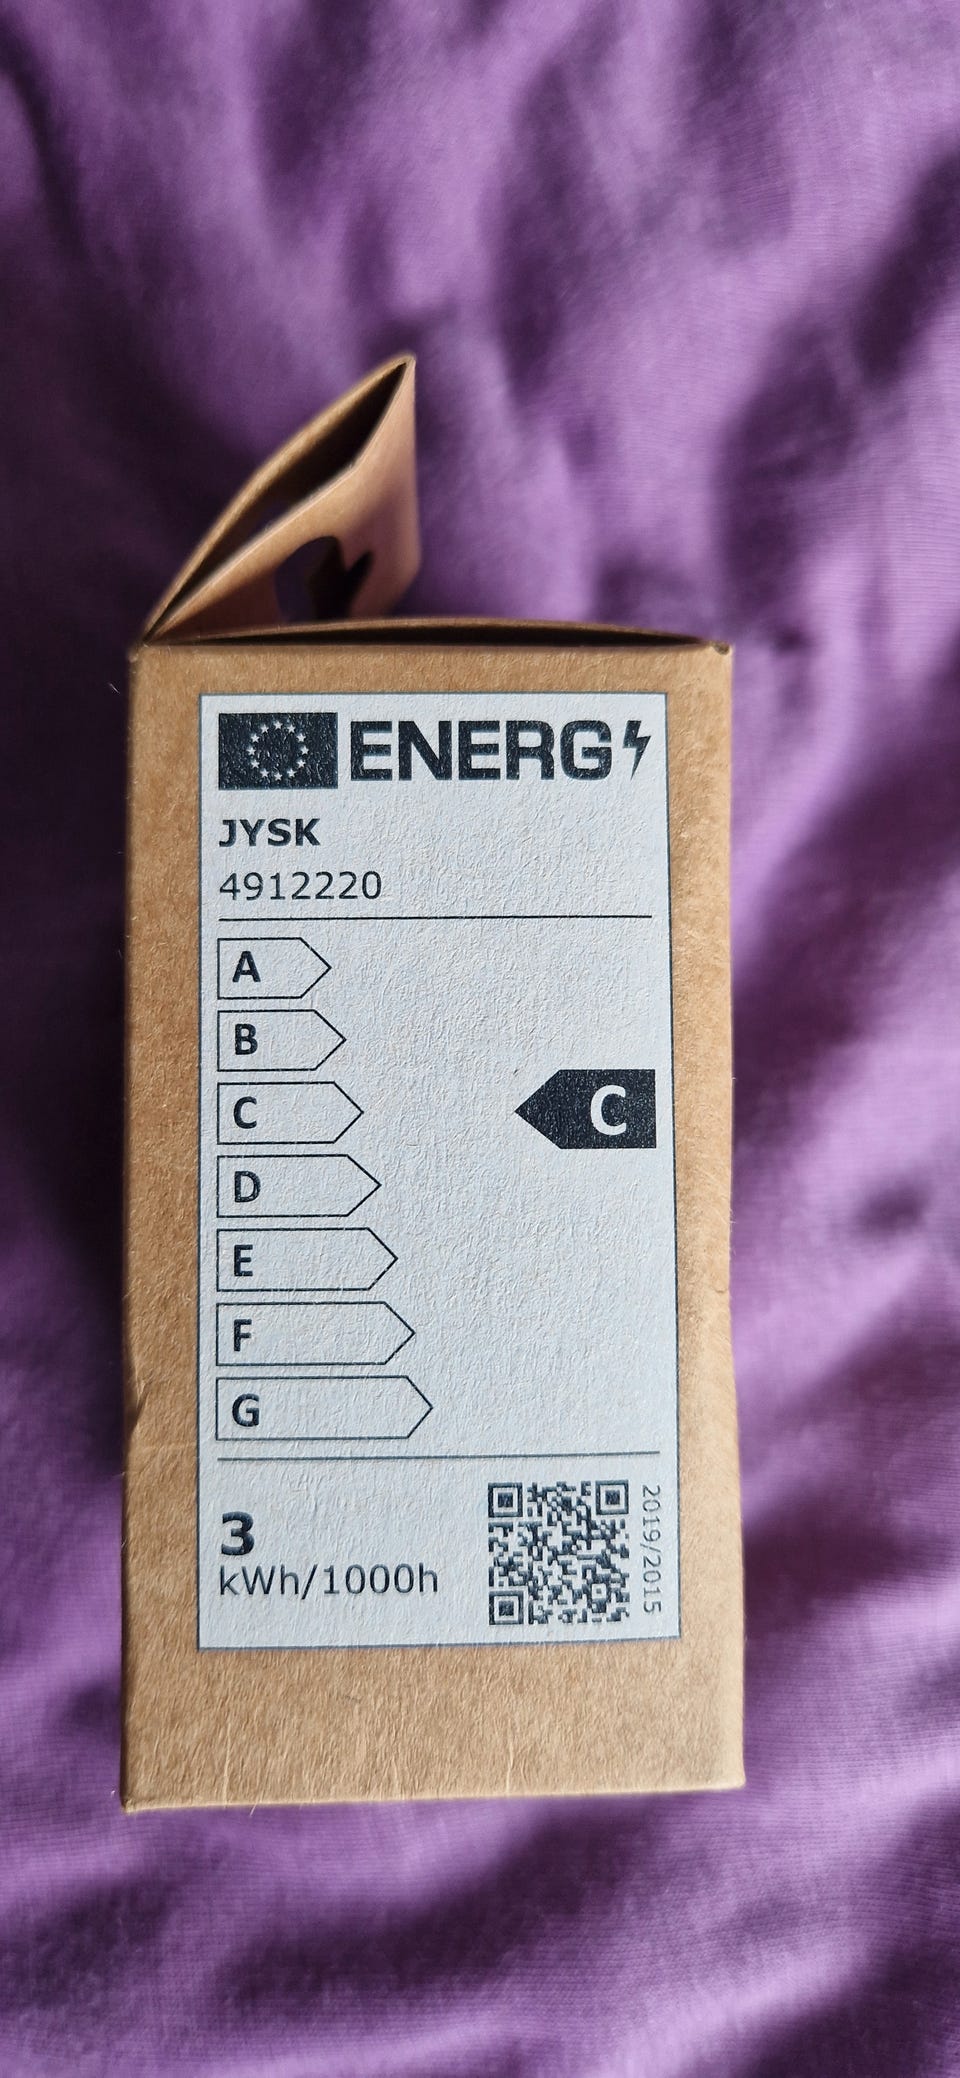 ENERG
JYSK
4912220
A
B
C
C
D
E
F
G
3
kWh/1000h
2019/2015